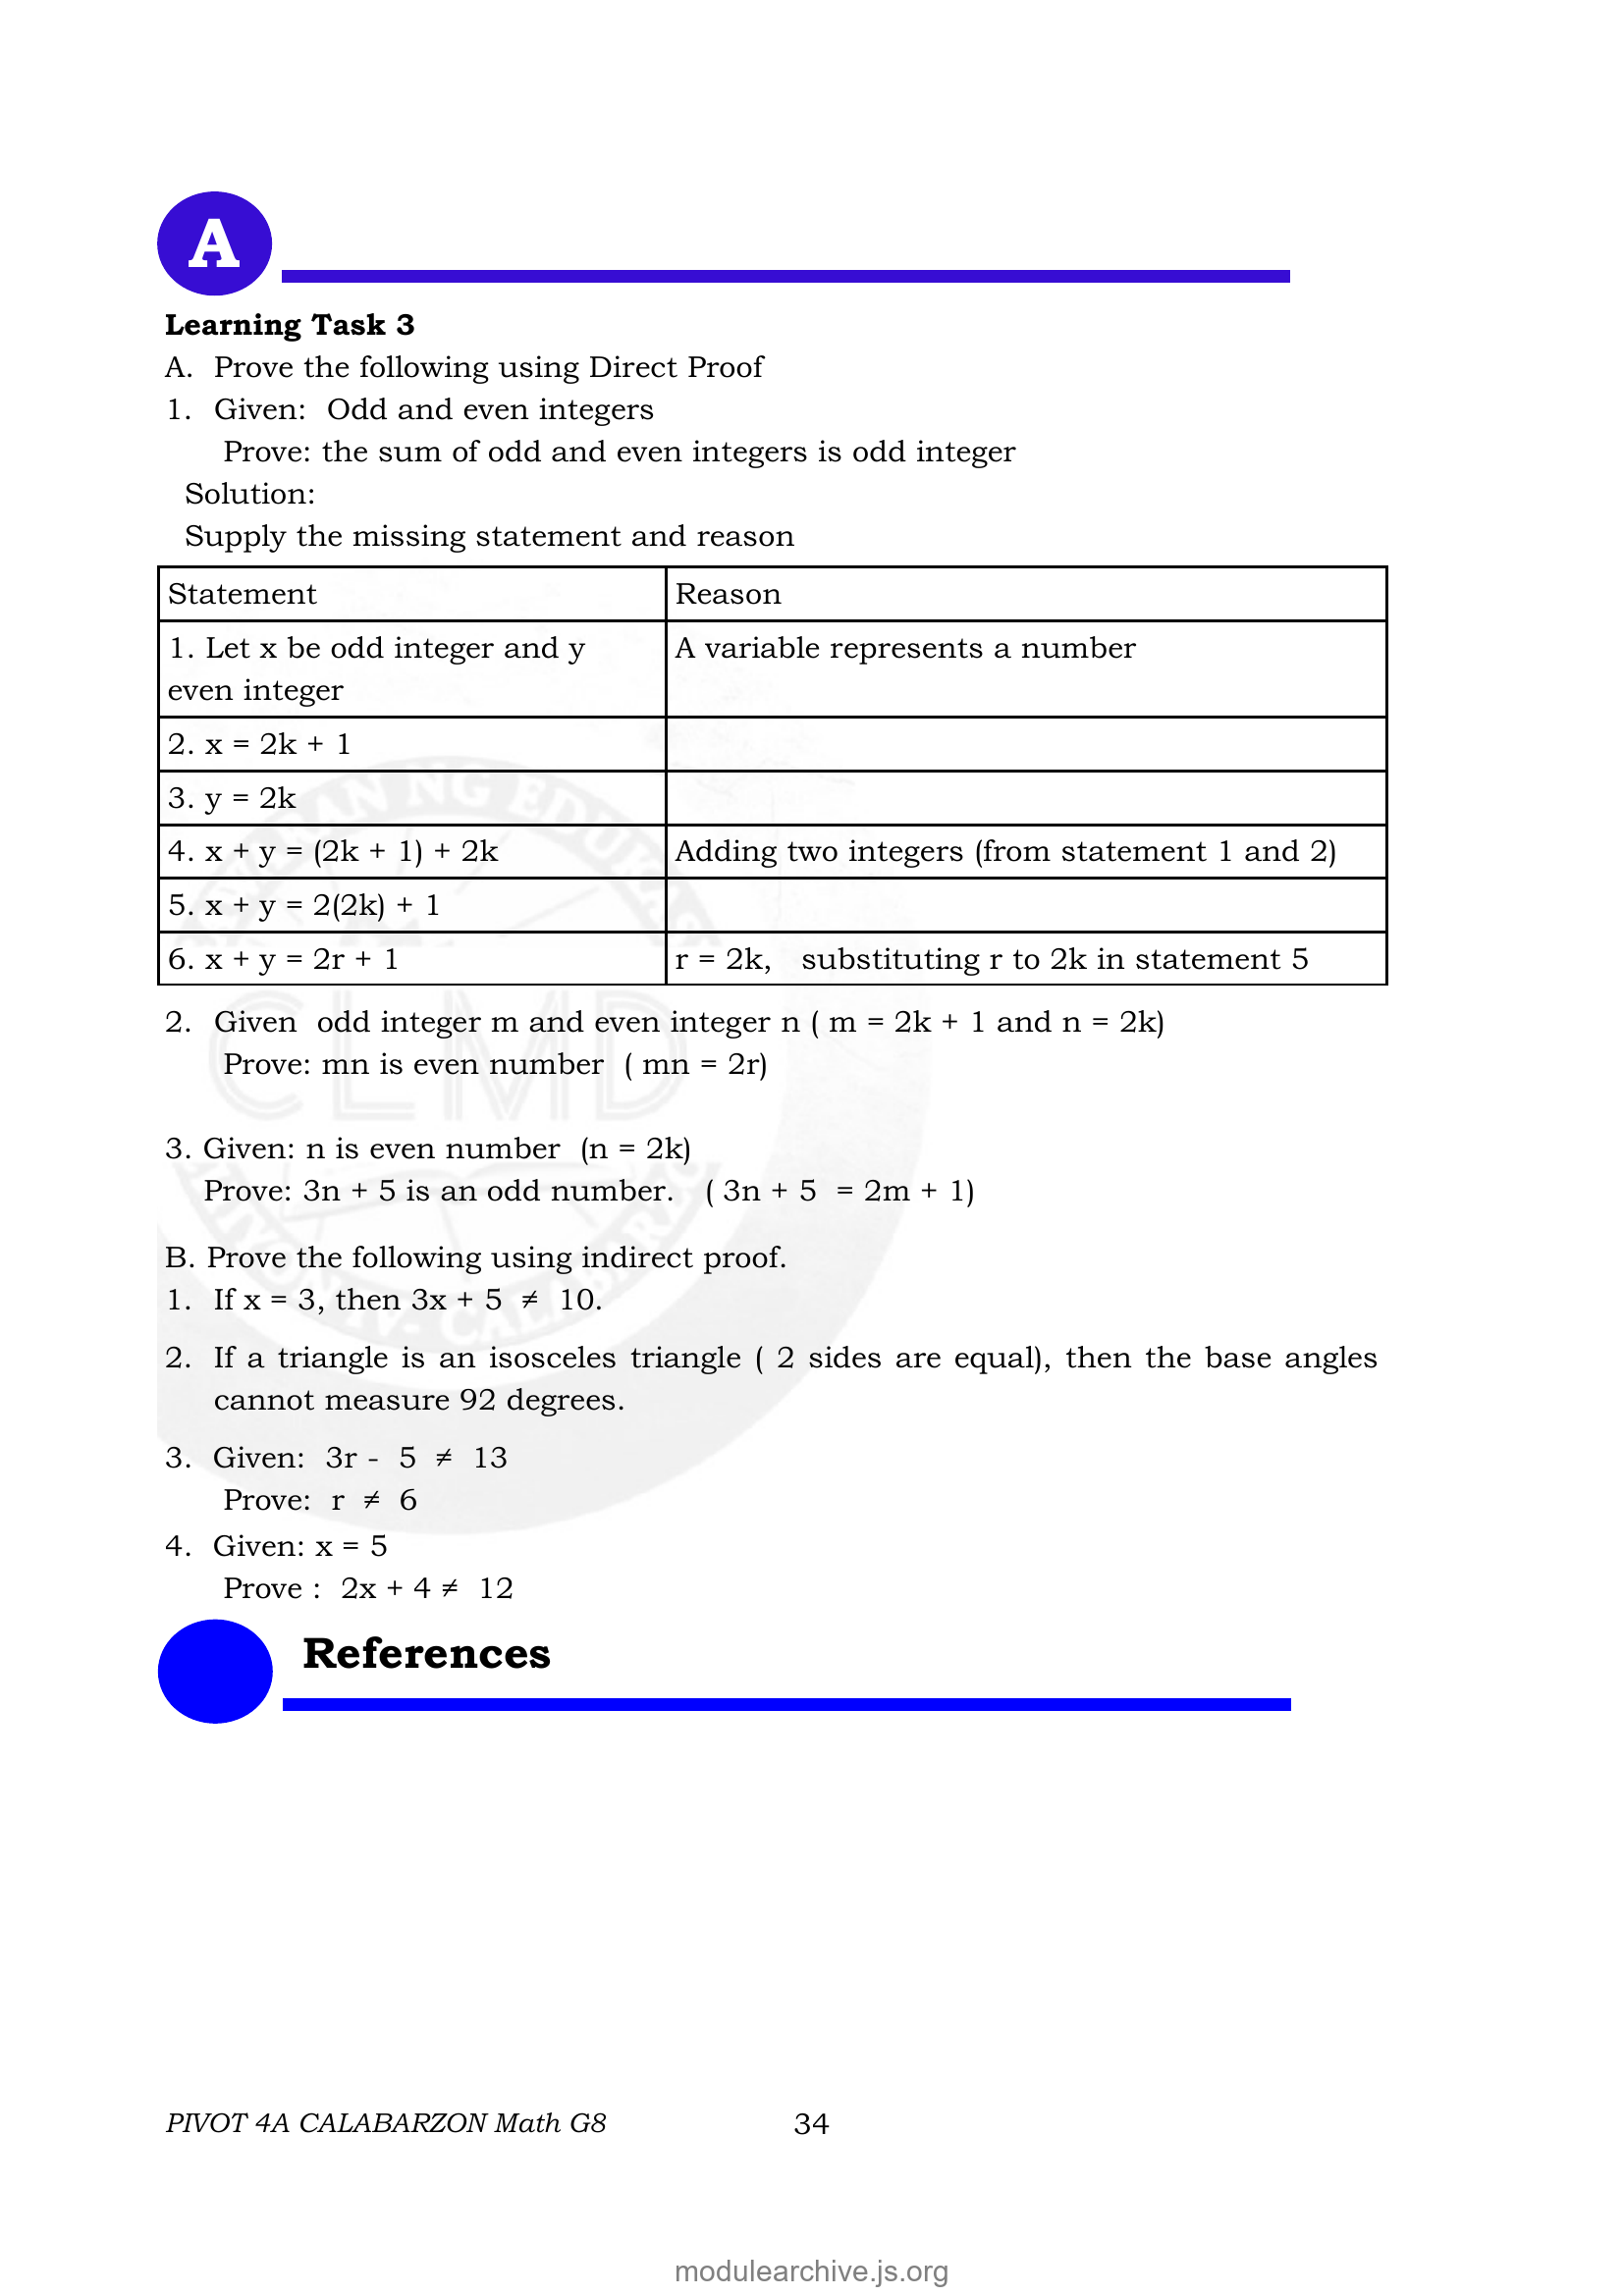 A
Learning Task 3
A. Prove the following using Direct Proof
1. Given: Odd and even integers
Prove: the sum of odd and even integers is odd integer
Solution:
Supply the missing statement and reason
Statement Reason
1. Let x be odd integer and y A variable represents a number
even integer
2. x = 2k + 1
3. y = 2k
4. x + y = (2k + 1) + 2k Adding two integers (from statement 1 and 2)
5. x + y = 2(2k) + 1
6. x + y = 2r + 1 r = 2k, substituting r to 2k in statement 5
2. Given odd integer m and even integer n ( m = 2k + 1 and n = 2k)
Prove: mn is even number ( mn = 2r)
3. Given: n is even number (n = 2k)
Prove: 3n + 5 is an odd number. ( 3n + 5 = 2m + 1)
B. Prove the following using indirect proof.
1. If x = 3, then 3x + 5 ≠ 10.
2. If a triangle is an isosceles triangle ( 2 sides are equal), then the base angles
cannot measure 92 degrees.
3. Given: 3r - 5 ≠ 13
Prove: r ≠ 6
4. Given: x = 5
Prove : 2x + 4 ≠ 12
References
PIVOT 4A CALABARZON Math G8 34
modulearchive.js.org
CLMD